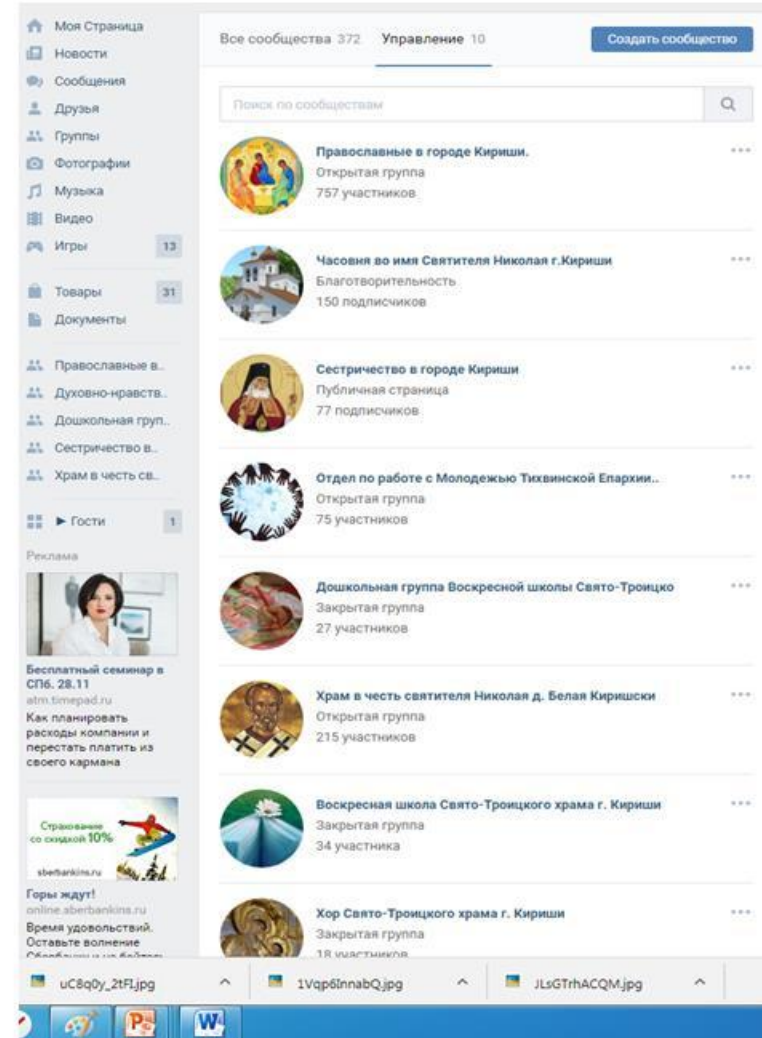 Моя Страница
Новости
Сообщения
Друзья
Группы
Фотографии
Музыка
Видео
Игры 13
Товары 31
Документы
Православные в..
Духовно-нравств..
Дошкольная груп..
Сестричество в..
Храм в честь св..
► Гости 1
Реклама
Бесплатный семинар в
СПб. 28.11
atm.timepad.ru
Как планировать
расходы компании и
перестать платить из
своего кармана
Страхование
со скидкой 10%
sberbankins.ru
Горы ждут!
online.sberbankins.ru
Время удовольствий.
Оставьте волнение
Все сообщества 372 Управление 10 Создать сообщество
Поиск по сообществам
Православные в городе Кириши.
Открытая группа
757 участников
Часовня во имя Святителя Николая г.Кириши
Благотворительность
150 подписчиков
Сестричество в городе Кириши
Публичная страница
77 подписчиков
Отдел по работе с Молодежью Тихвинской Епархии..
Открытая группа
75 участников
Дошкольная группа Воскресной школы Свято-Троицко
Закрытая группа
27 участников
Храм в честь святителя Николая д. Белая Киришски
Открытая группа
215 участников
Воскресная школа Свято-Троицкого храма г. Кириши
Закрытая группа
34 участника
Хор Свято-Троицкого храма г. Кириши
Закрытая группа
18 участников
uC8q0y_2tFI.jpg 1Vqp6InnabQ.jpg JLsGTrhACQM.jpg